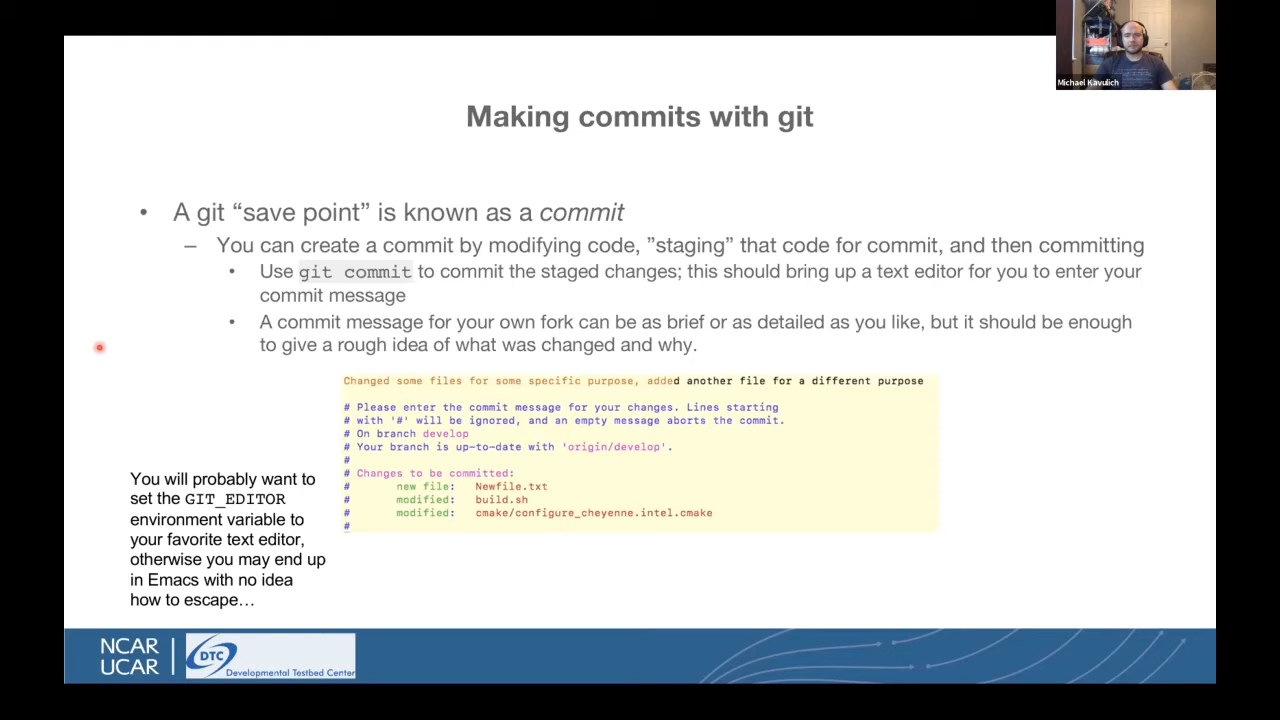 Michael Kavulich
Making commits with git
• A git “save point” is known as a commit
– You can create a commit by modifying code, ”staging” that code for commit, and then committing
• Use git commit to commit the staged changes; this should bring up a text editor for you to enter your
commit message
• A commit message for your own fork can be as brief or as detailed as you like, but it should be enough
to give a rough idea of what was changed and why.
Changed some files for some specific purpose, added another file for a different purpose
# Please enter the commit message for your changes. Lines starting
# with '#' will be ignored, and an empty message aborts the commit.
# On branch develop
# Your branch is up-to-date with 'origin/develop'.
#
# Changes to be committed:
# new file: Newfile.txt
# modified: build.sh
# modified: cmake/configure_cheyenne.intel.cmake
#
You will probably want to
set the GIT_EDITOR
environment variable to
your favorite text editor,
otherwise you may end up
in Emacs with no idea
how to escape…
NCAR
UCAR
DTC
Developmental Testbed Center